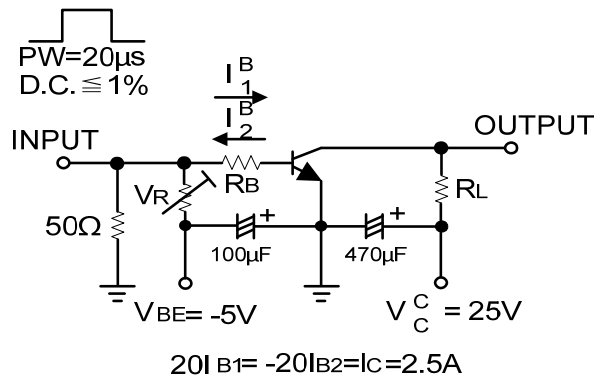 PW=20μs
D.C. ≦ 1%
IB1
IB2
INPUT
OUTPUT
VR
RB
RL
50Ω
100μF
470μF
VBE= -5V
VCC = 25V
20IB1= -20IB2=IC=2.5A